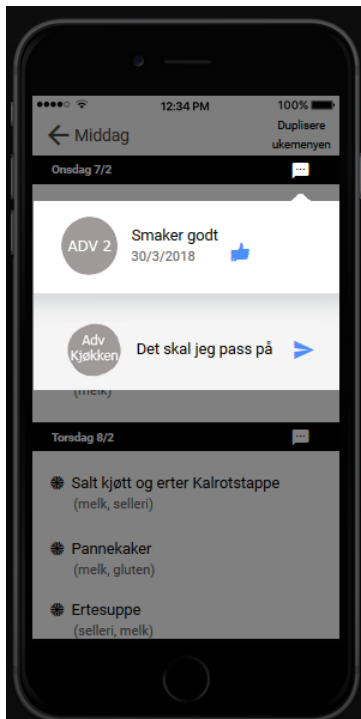 12:34 PM
100%
Middag
Duplisere
ukemenyen
Onsdag 7/2
ADV 2
Smaker godt
30/3/2018
Adv
Kjøkken
Det skal jeg pass på
(melk)
Torsdag 8/2
Salt kjøtt og erter Kalrotstappe
(melk, selleri)
Pannekaker
(melk, gluten)
Ertesuppe
(selleri, melk)